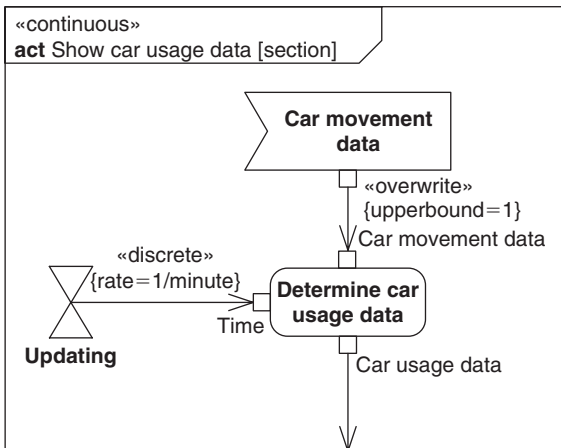 «continuous»
act Show car usage data [section]
Car movement
data
«overwrite»
{upperbound=1}
Car movement data
«discrete»
{rate=1/minute}
Determine car
usage data
Time
Updating
Car usage data